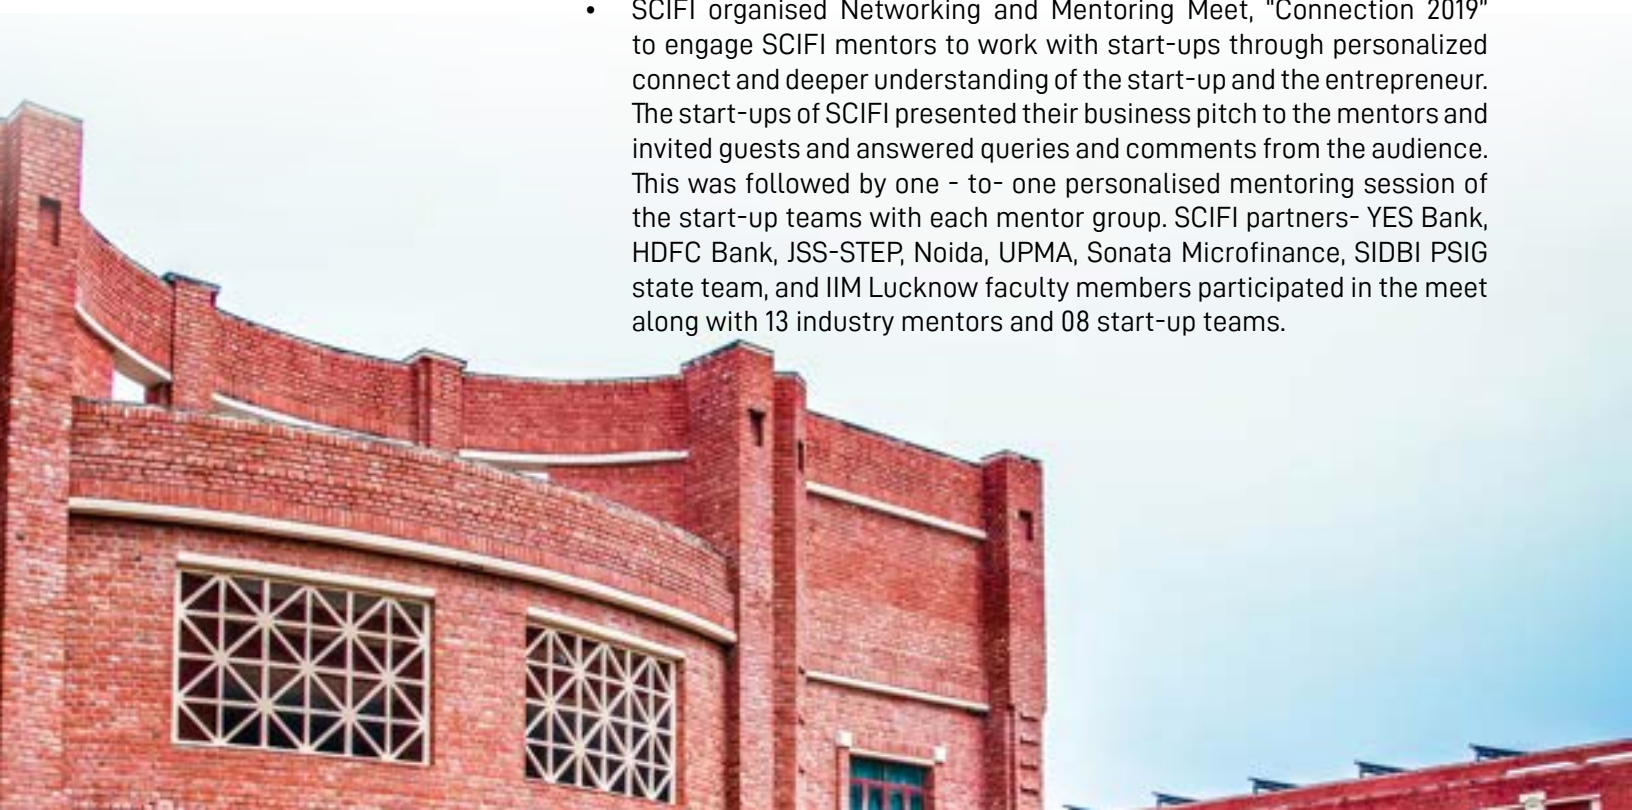 • SCIFI organised Networking and Mentoring Meet, "Connection 2019"
to engage SCIFI mentors to work with start-ups through personalized
connect and deeper understanding of the start-up and the entrepreneur.
The start-ups of SCIFI presented their business pitch to the mentors and
invited guests and answered queries and comments from the audience.
This was followed by one - to- one personalised mentoring session of
the start-up teams with each mentor group. SCIFI partners- YES Bank,
HDFC Bank, JSS-STEP, Noida, UPMA, Sonata Microfinance, SIDBI PSIG
state team, and IIM Lucknow faculty members participated in the meet
along with 13 industry mentors and 08 start-up teams.